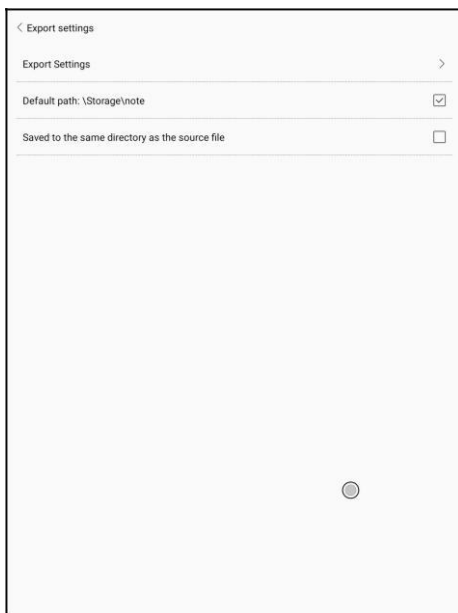 Export settings
Export Settings
Default path: \Storage\note
Saved to the same directory as the source file